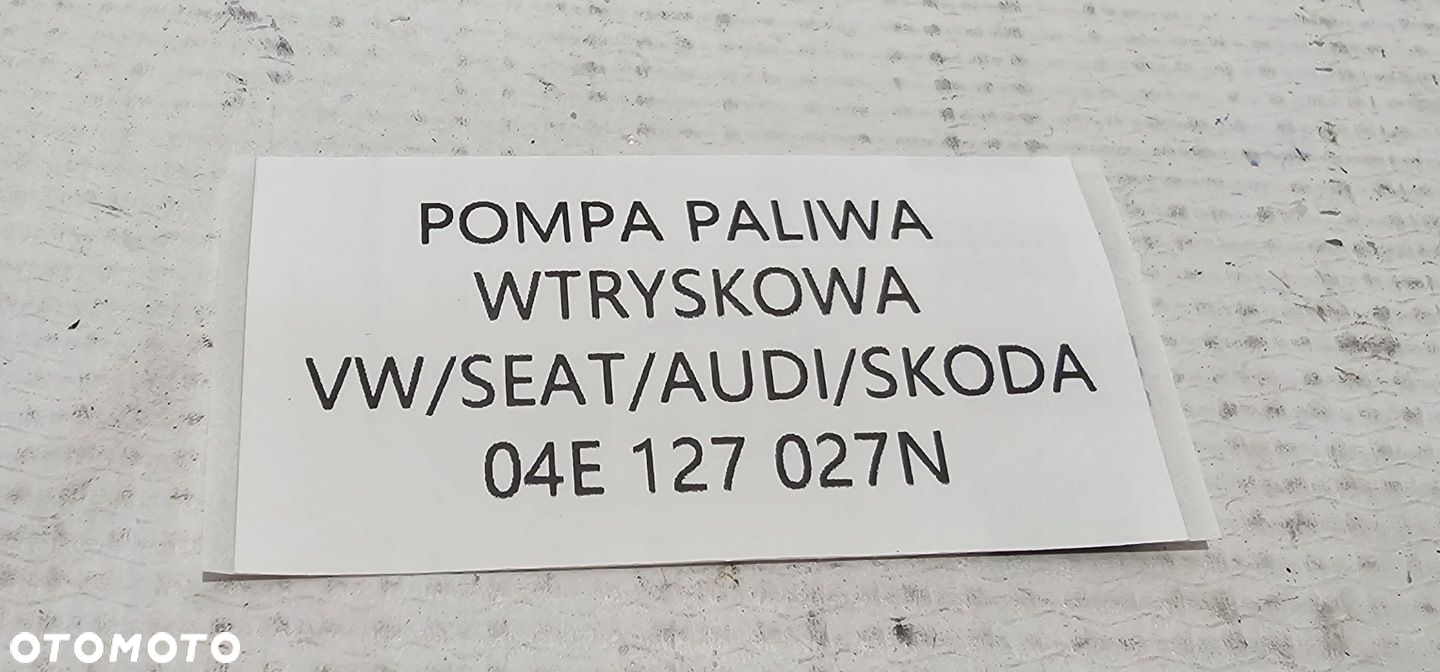 POMPA PALIWA
WTRYSKOWA
VW/SEAT/AUDI/SKODA
04E 127 027N
OTOMOTO